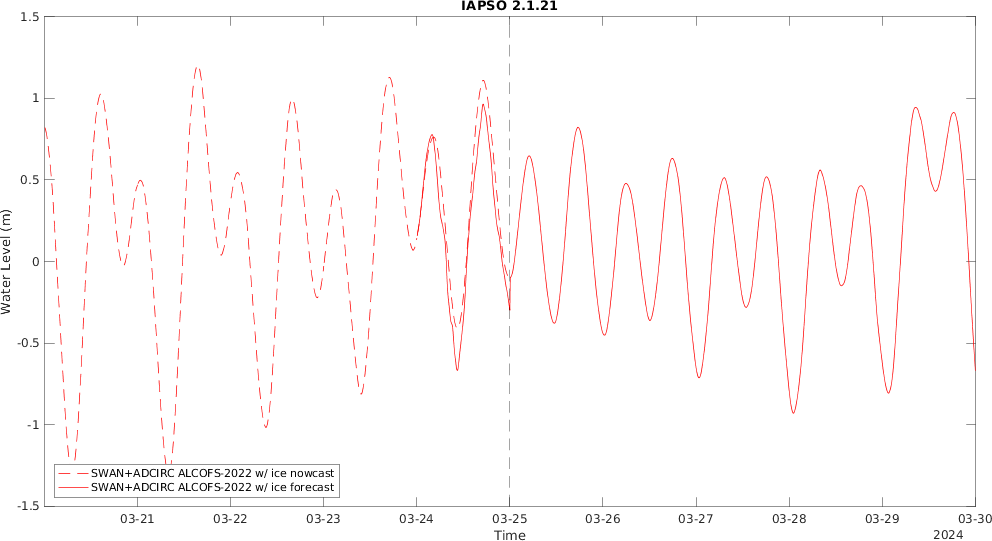 IAPSO 2.1.21
1.5
1
0.5
0
-0.5
-1
-1.5
Water Level (m)
SWAN+ADCIRC ALCOFS-2022 w/ ice nowcast
SWAN+ADCIRC ALCOFS-2022 w/ ice forecast
03-21 03-22 03-23 03-24 03-25 03-26 03-27 03-28 03-29 03-30
Time
2024